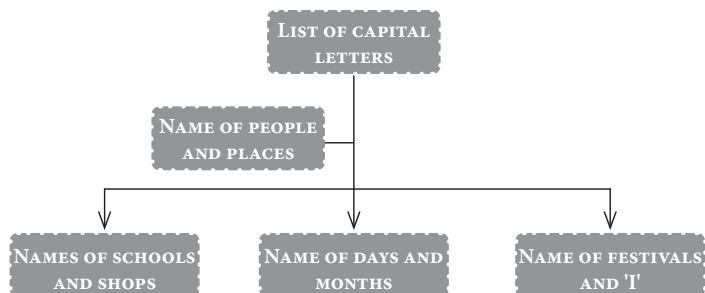 List of capital
letters
Name of people
and places
Names of schools
and shops
Name of days and
months
Name of festivals
and 'I'